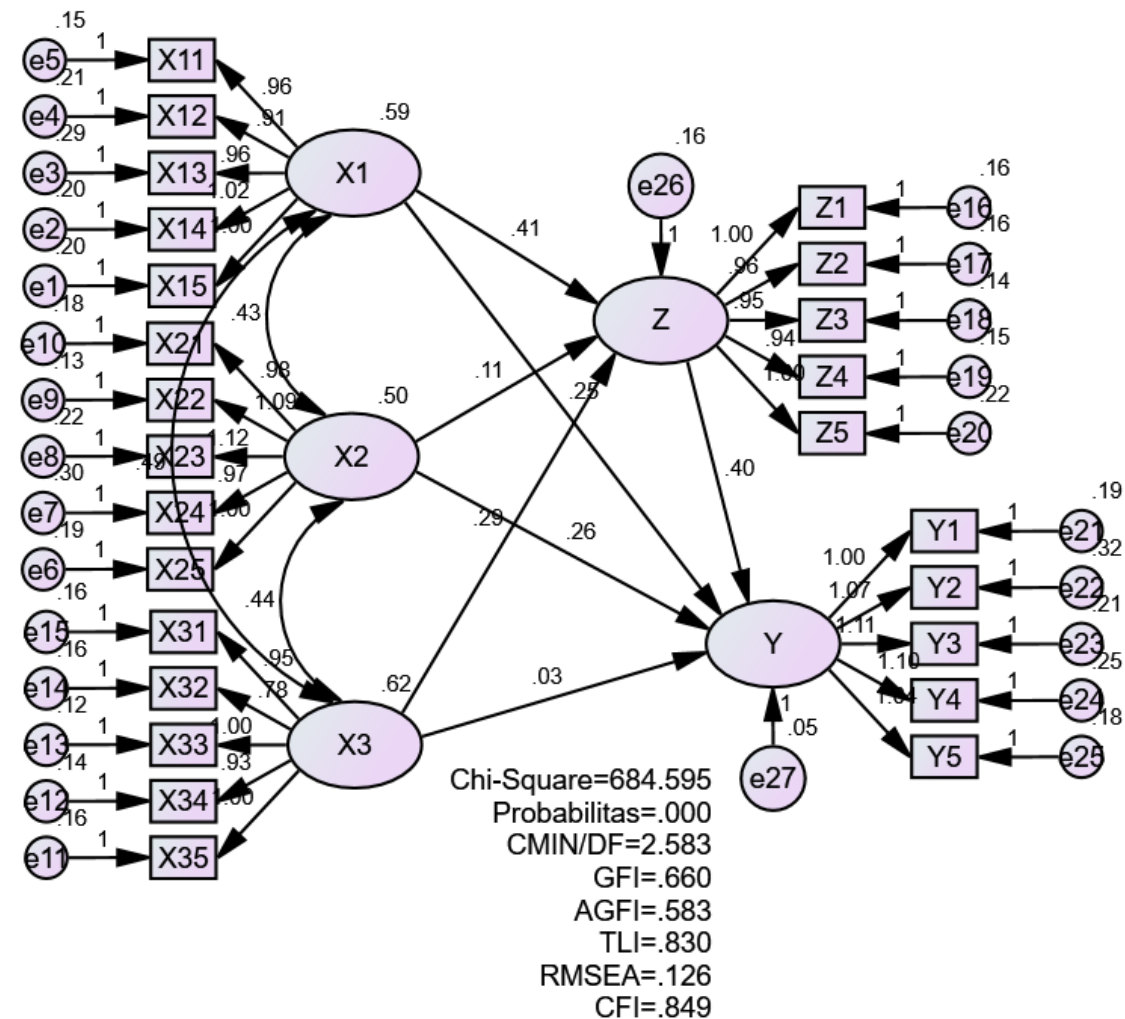 .15
e5
1
X11
.21
e4
1
X12
.29
e3
1
X13
.20
e2
1
X14
.20
e1
1
X15
.18
e10
1
X21
.13
e9
1
X22
.22
e8
1
X23
.30
e7
1
X24
.19
e6
1
X25
.16
e15
1
X31
.16
e14
1
X32
.12
e13
1
X33
.14
e12
1
X34
.16
e11
1
X35
.96
.91
.96
1.02
1.00
.59
X1
.43
.49
.98
1.09
1.12
.97
1.00
.50
X2
.44
.95
.78
1.00
.93
1.00
.62
X3
.41
.11
.25
.29
.26
.40
.03
.16
e26
1
Z
1.00
.96
.95
.94
1.00
Z1
1
.16
e16
Z2
1
.16
e17
Z3
1
.14
e18
Z4
1
.15
e19
Z5
1
.22
e20
Y
1.00
1.07
1.11
1.10
1.04
Y1
1
.19
e21
Y2
1
.32
e22
Y3
1
.21
e23
Y4
1
.25
e24
Y5
1
.18
e25
1
.05
e27
Chi-Square=684.595
Probabilitas=.000
CMIN/DF=2.583
GFI=.660
AGFI=.583
TLI=.830
RMSEA=.126
CFI=.849